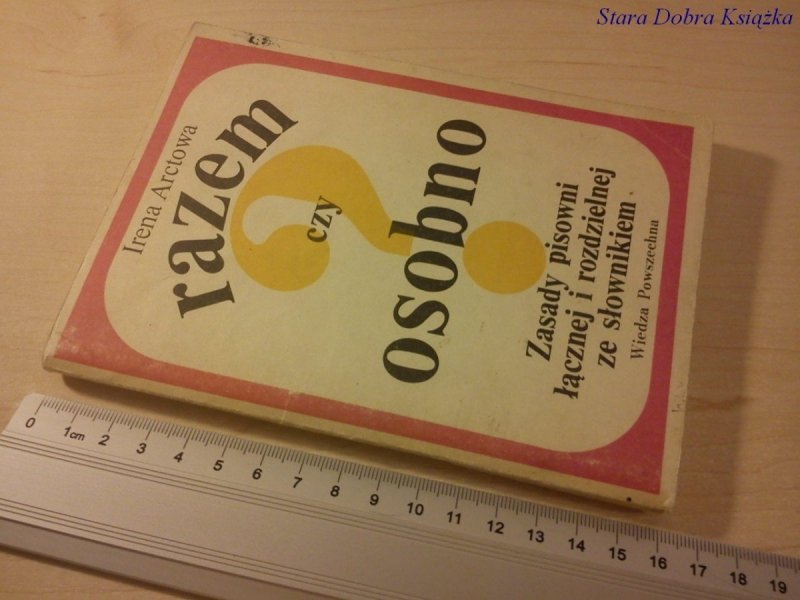 Stara Dobra Książka
Irena Arctowa
razem
czy
osobno
Zasady pisowni
łącznej i rozdzielnej
ze słownikiem
Wiedza Powszechna
0 1cm 2 3 4 5 6 7 8 9 10 11 12 13 14 15 16 17 18 19